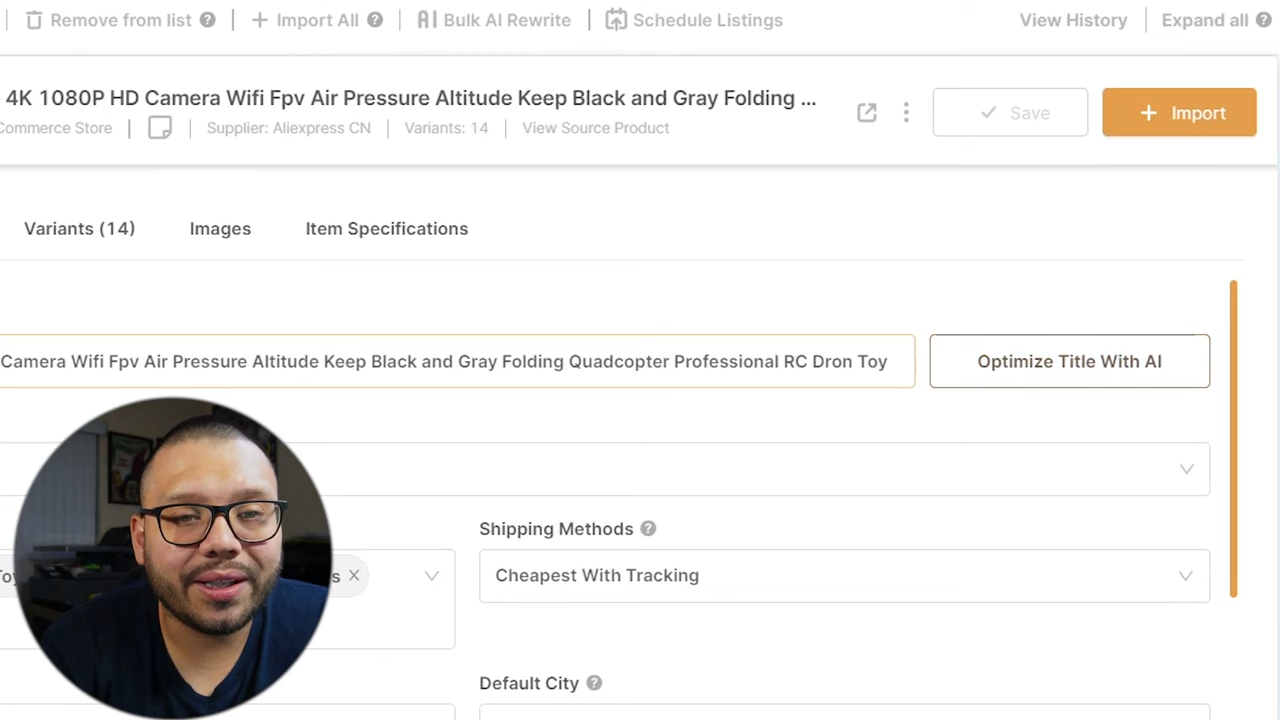 Remove from list
Import All
AI Bulk AI Rewrite
Schedule Listings
View History
Expand all
4K 1080P HD Camera Wifi Fpv Air Pressure Altitude Keep Black and Gray Folding ...
Commerce Store
Supplier: Aliexpress CN
Variants: 14
View Source Product
Save
Import
Variants (14)
Images
Item Specifications
Camera Wifi Fpv Air Pressure Altitude Keep Black and Gray Folding Quadcopter Professional RC Dron Toy
Optimize Title With AI
Shipping Methods
Cheapest With Tracking
Default City